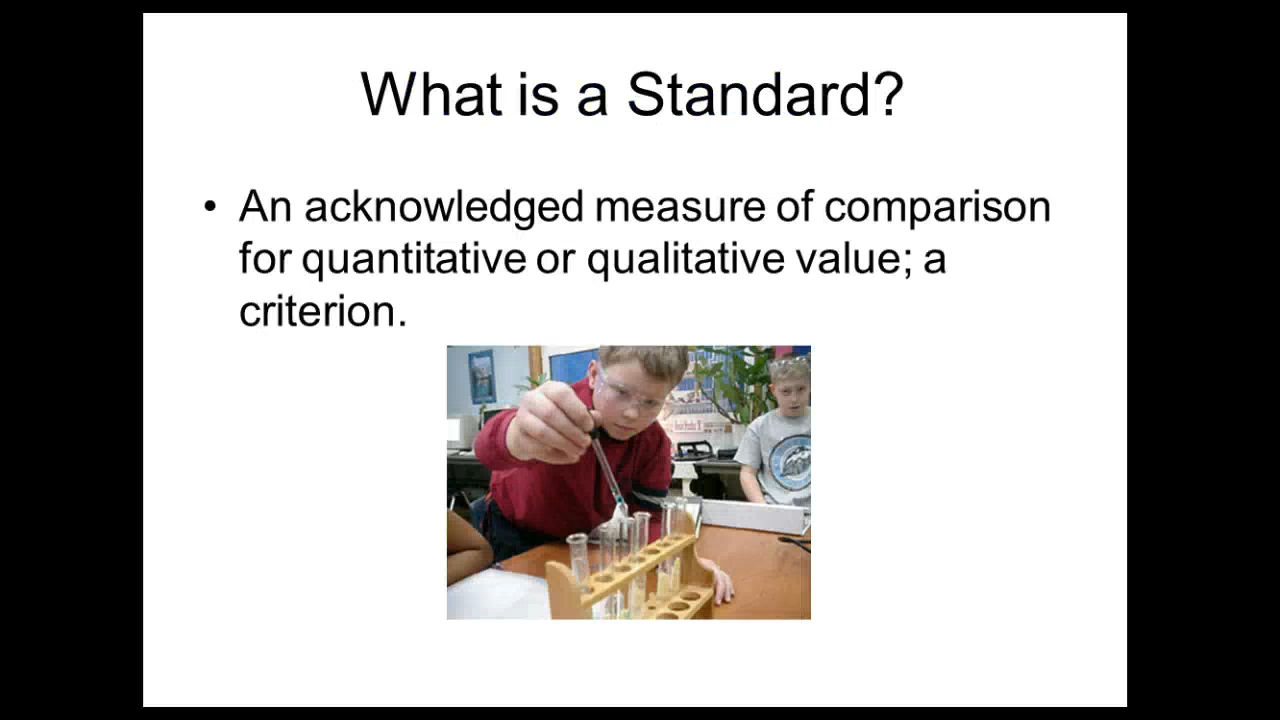 What is a Standard?
• An acknowledged measure of comparison
for quantitative or qualitative value; a
criterion.